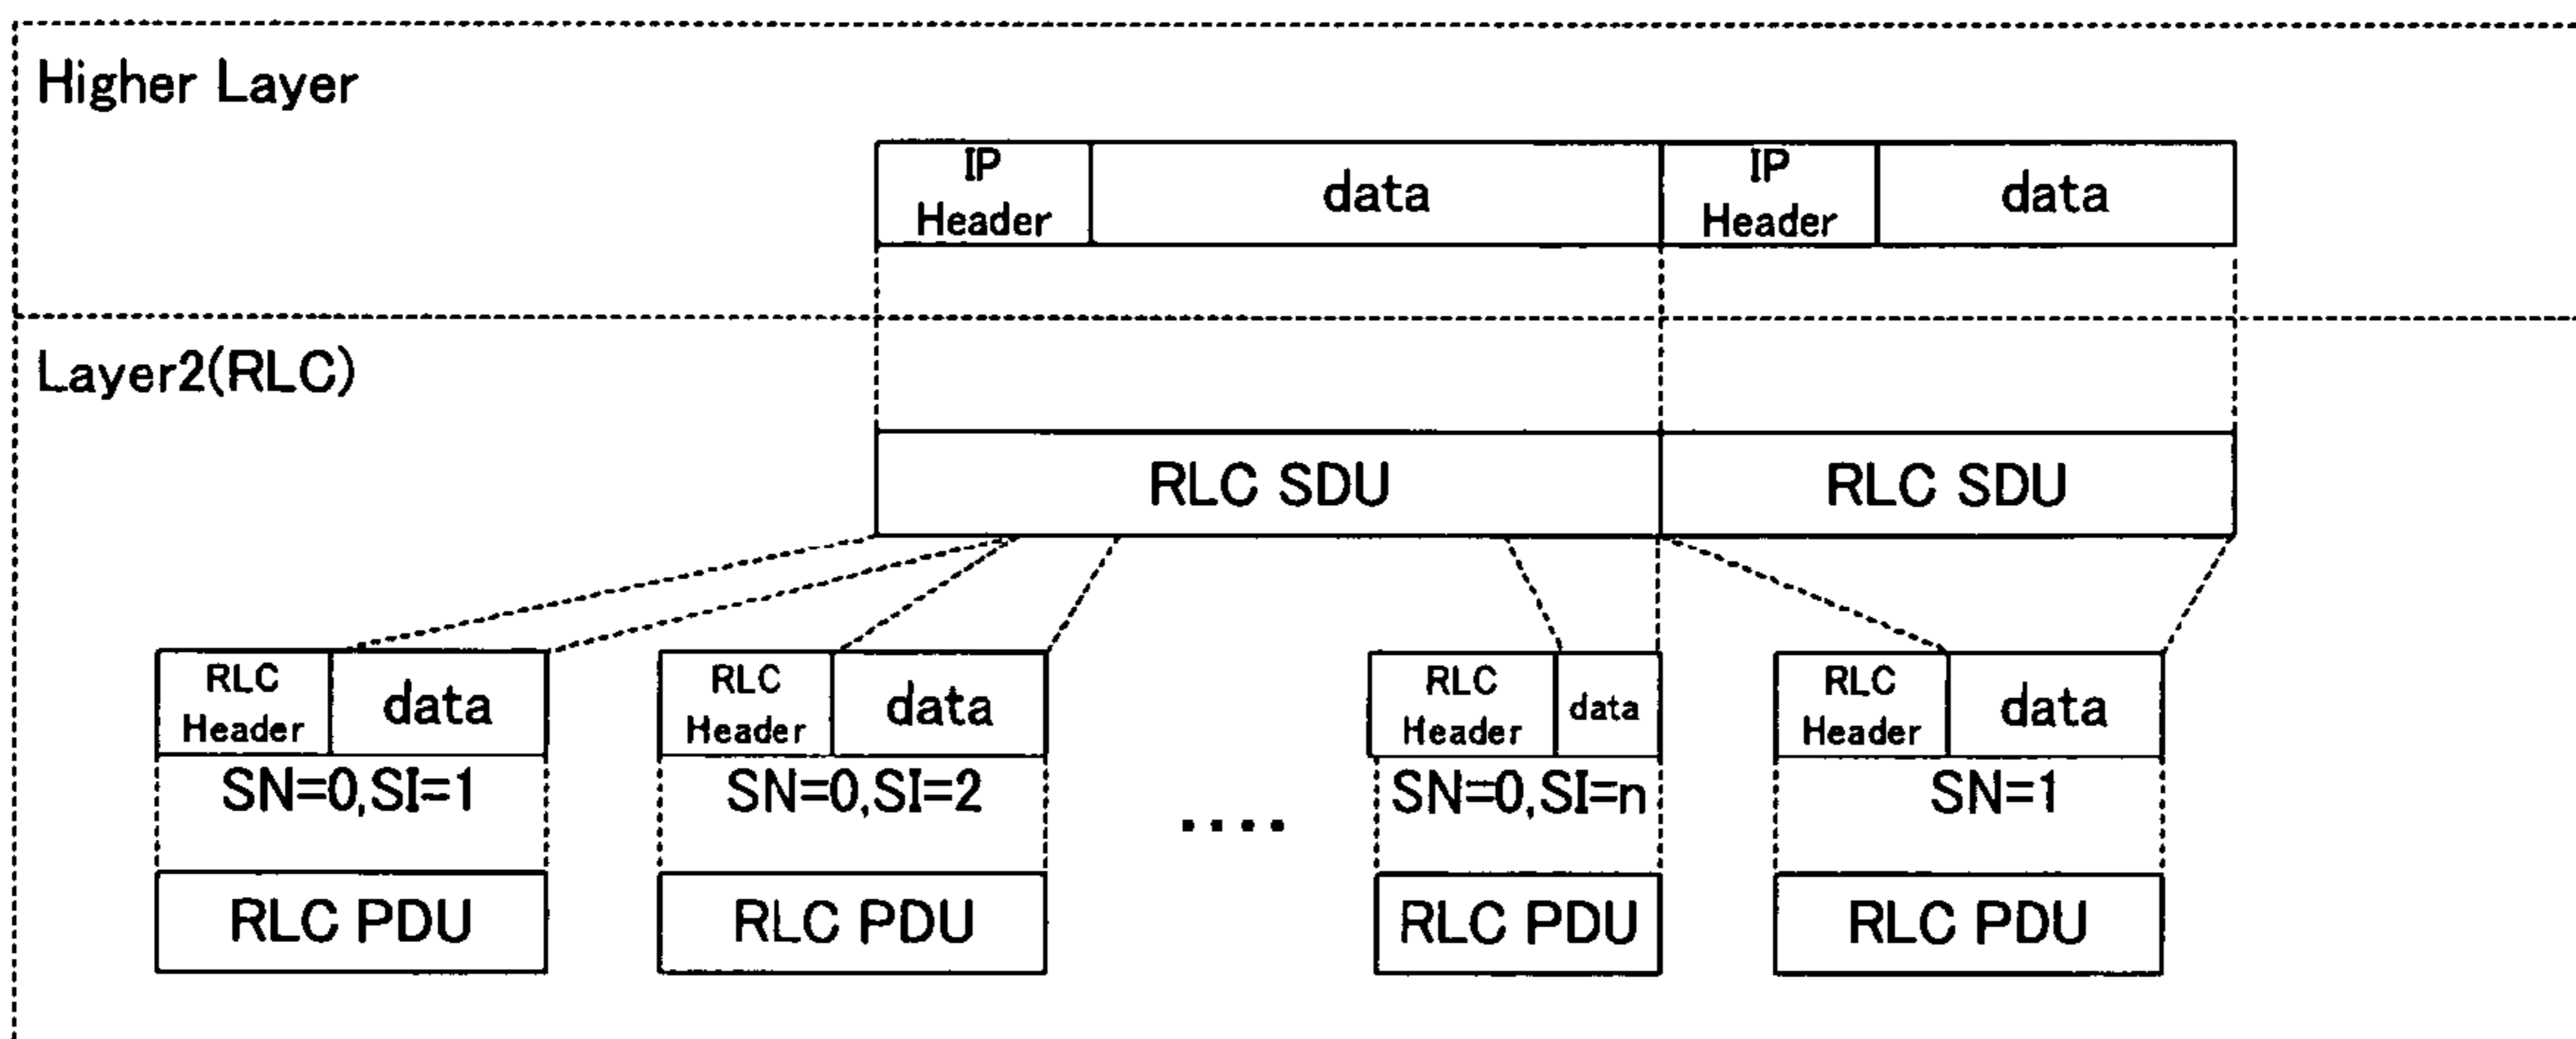 Higher Layer
IP
Header
data
IP
Header
data
Layer2(RLC)
RLC SDU
RLC SDU
RLC
Header
data
RLC
Header
data
RLC
Header
data
RLC
Header
data
SN=0,SI=1
SN=0,SI=2
....
SN=0,SI=n
SN=1
RLC PDU
RLC PDU
RLC PDU
RLC PDU